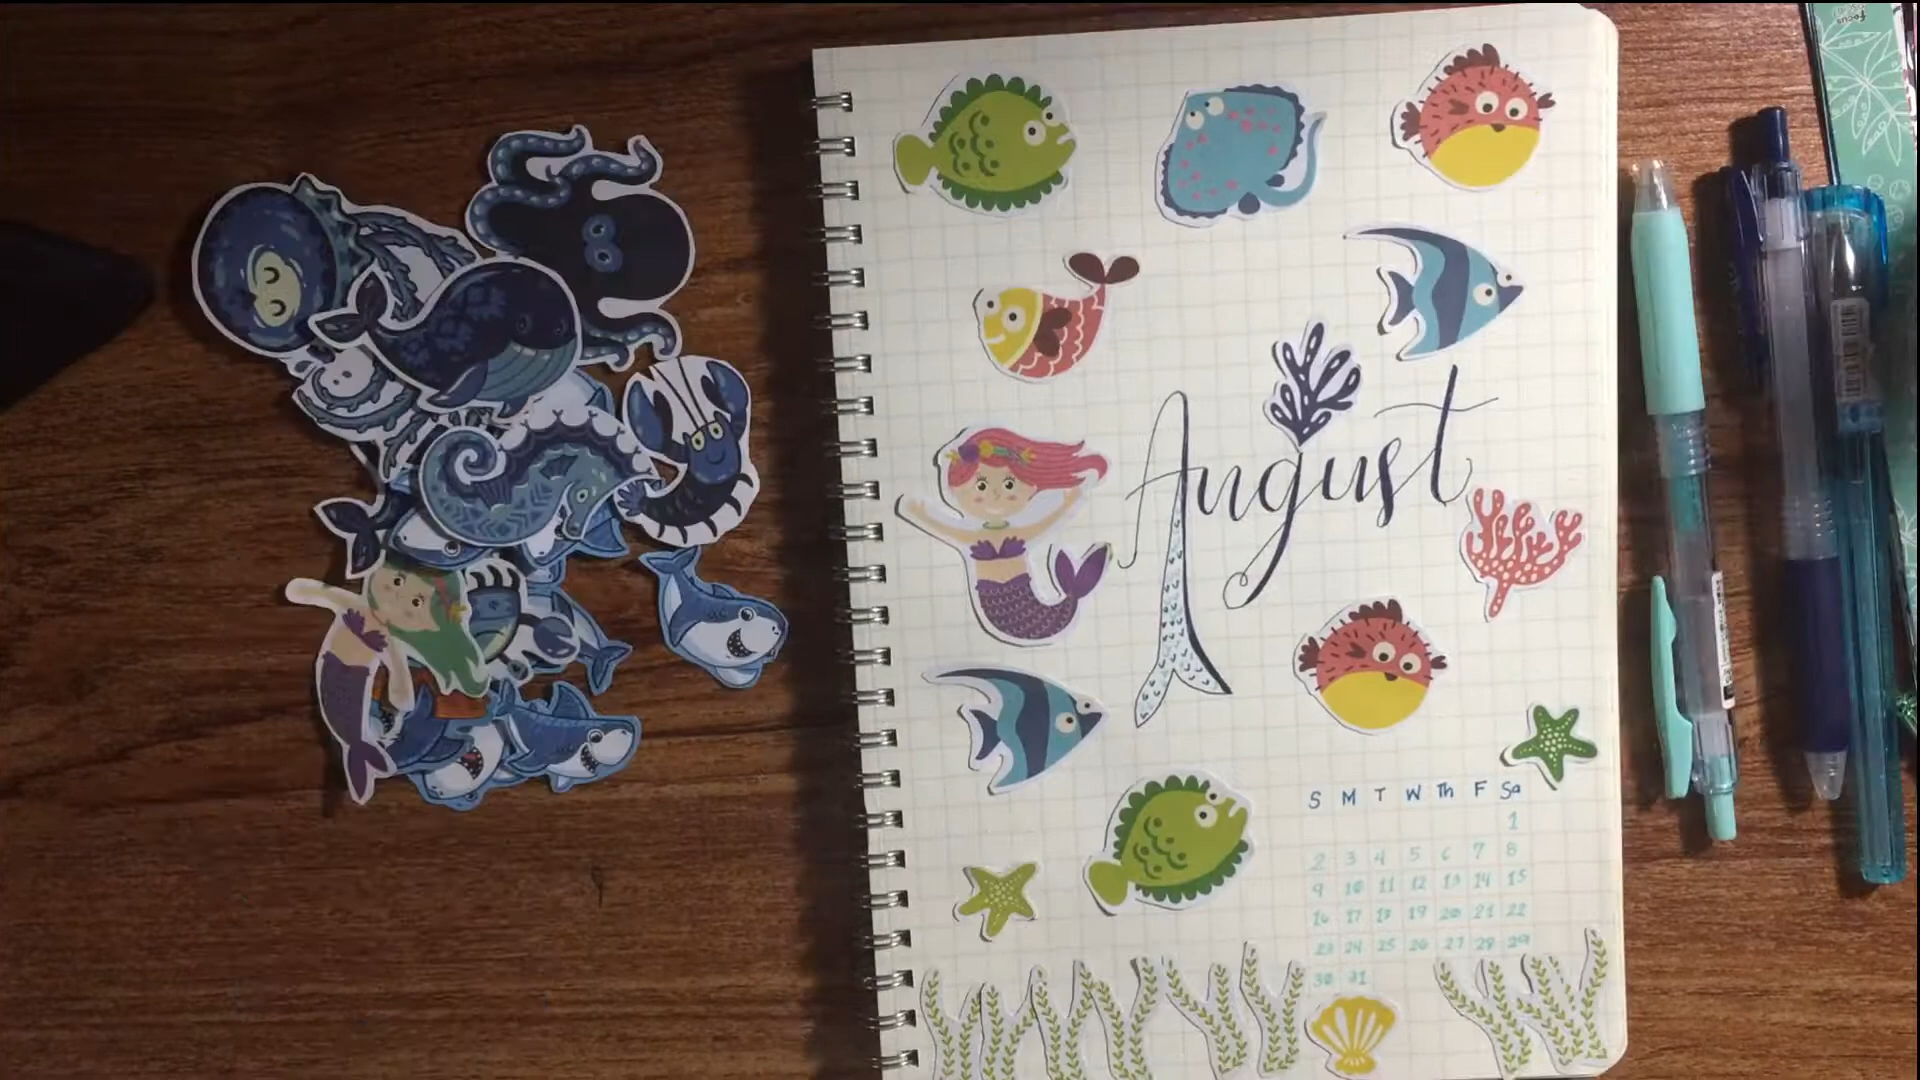 August
S M T W Th F Sa
1
2 3 4 5 6 7 8
9 10 11 12 13 14 15
16 17 18 19 20 21 22
23 24 25 26 27 28 29
30 31
focus